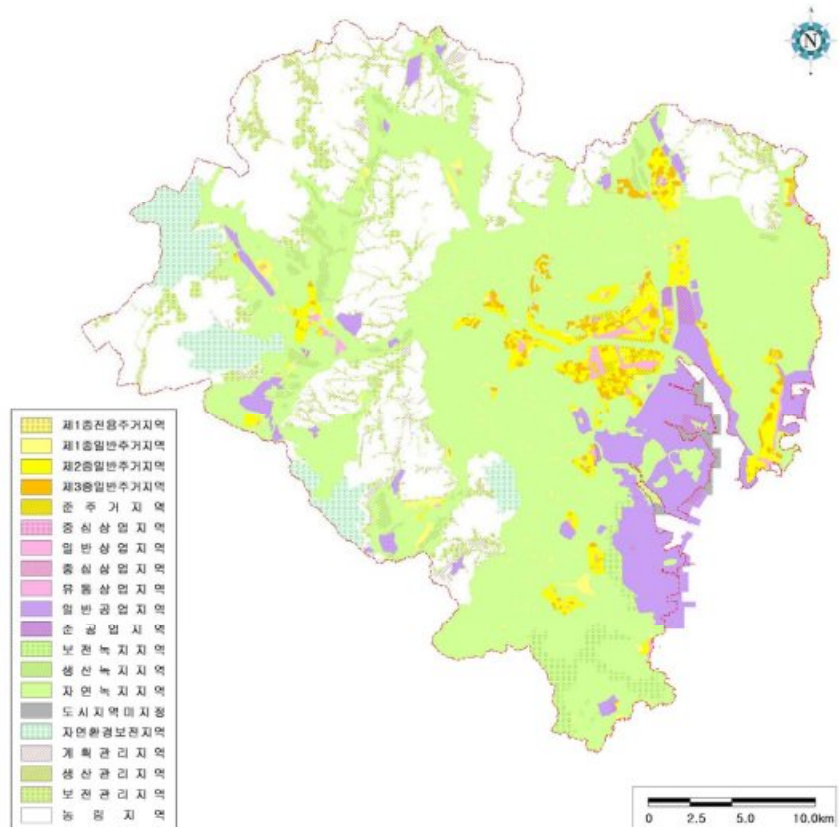 N
제1종전용주거지역
제1종일반주거지역
제2종일반주거지역
제3종일반주거지역
준 주 거 지 역
중 심 상 업 지 역
일 반 상 업 지 역
중 심 상 업 지 역
유 통 상 업 지 역
일 반 공 업 지 역
준 공 업 지 역
보 전 녹 지 지 역
생 산 녹 지 지 역
자 연 녹 지 지 역
도 시 지 역 미 지 정
자연환경보전지역
계 획 관 리 지 역
생 산 관 리 지 역
보 전 관 리 지 역
농 림 지 역
0 2.5 5.0 10.0km